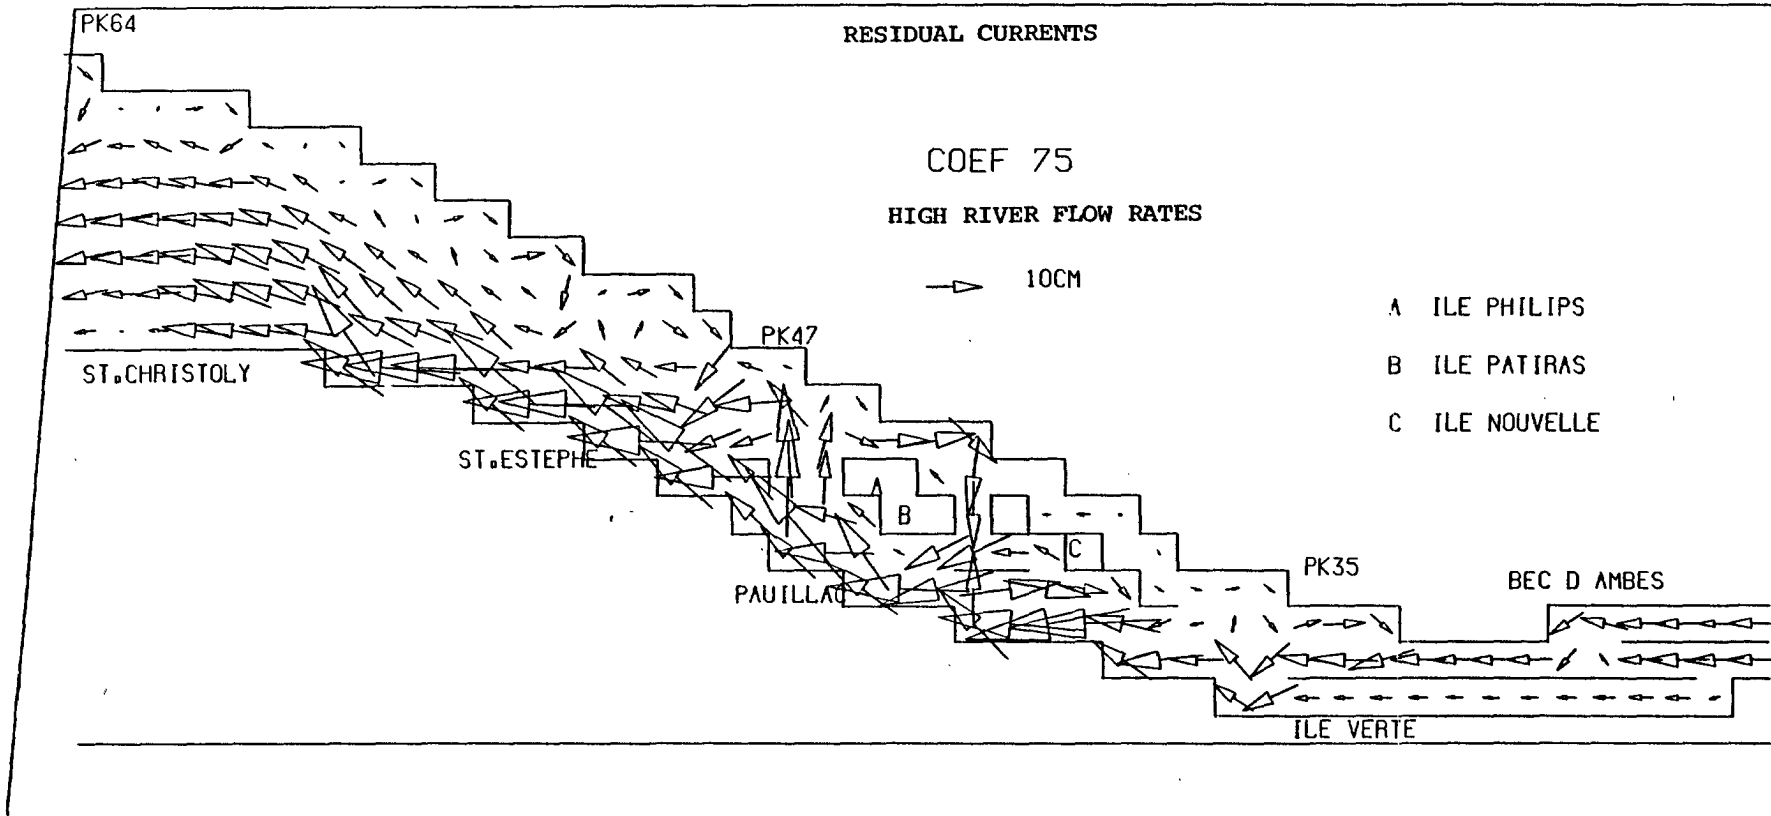 PK64
RESIDUAL CURRENTS
COEF 75
HIGH RIVER FLOW RATES
10CM
A ILE PHILIPS
B ILE PATIRAS
C ILE NOUVELLE
PK47
ST.CHRISTOLY
ST.ESTEPHE
A
B
C
PAUILLAC
PK35
BEC D AMBES
ILE VERTE